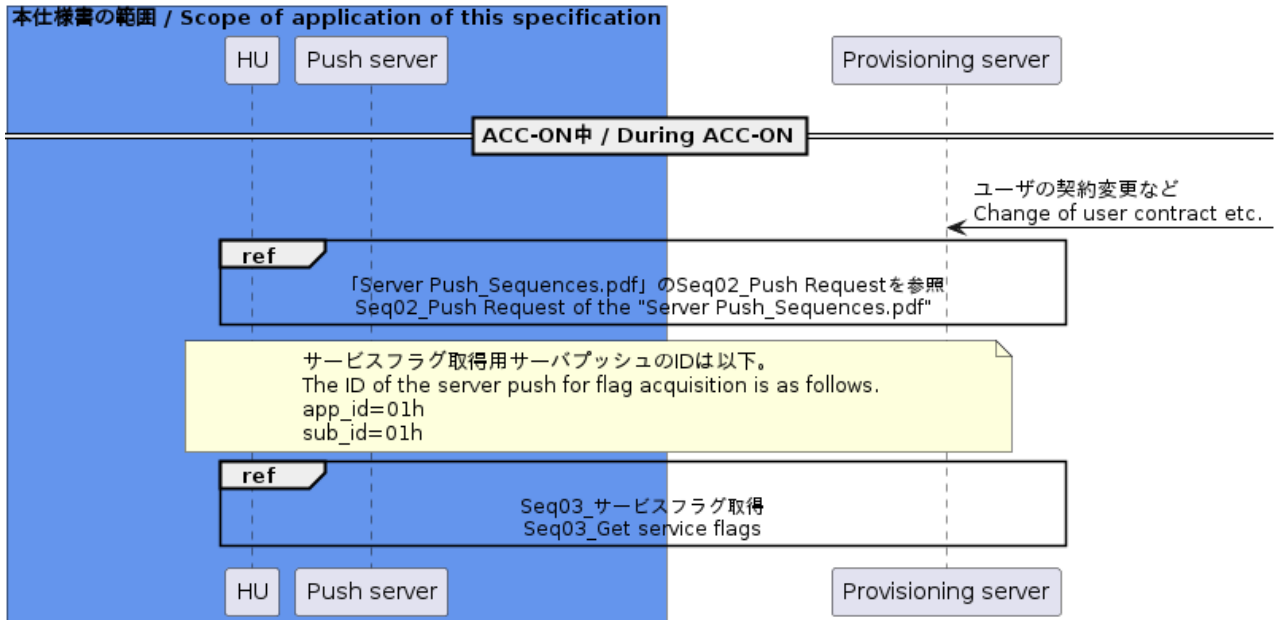 本仕様書の範囲 / Scope of application of this specification
HU
Push server
Provisioning server
ACC-ON中 / During ACC-ON
ユーザの契約変更など
Change of user contract etc.
ref
「Server Push_Sequences.pdf」のSeq02_Push Requestを参照
Seq02_Push Request of the "Server Push_Sequences.pdf"
サービスフラグ取得用サーバプッシュのIDは以下。
The ID of the server push for flag acquisition is as follows.
app_id=01h
sub_id=01h
ref
Seq03_サービスフラグ取得
Seq03_Get service flags
HU
Push server
Provisioning server